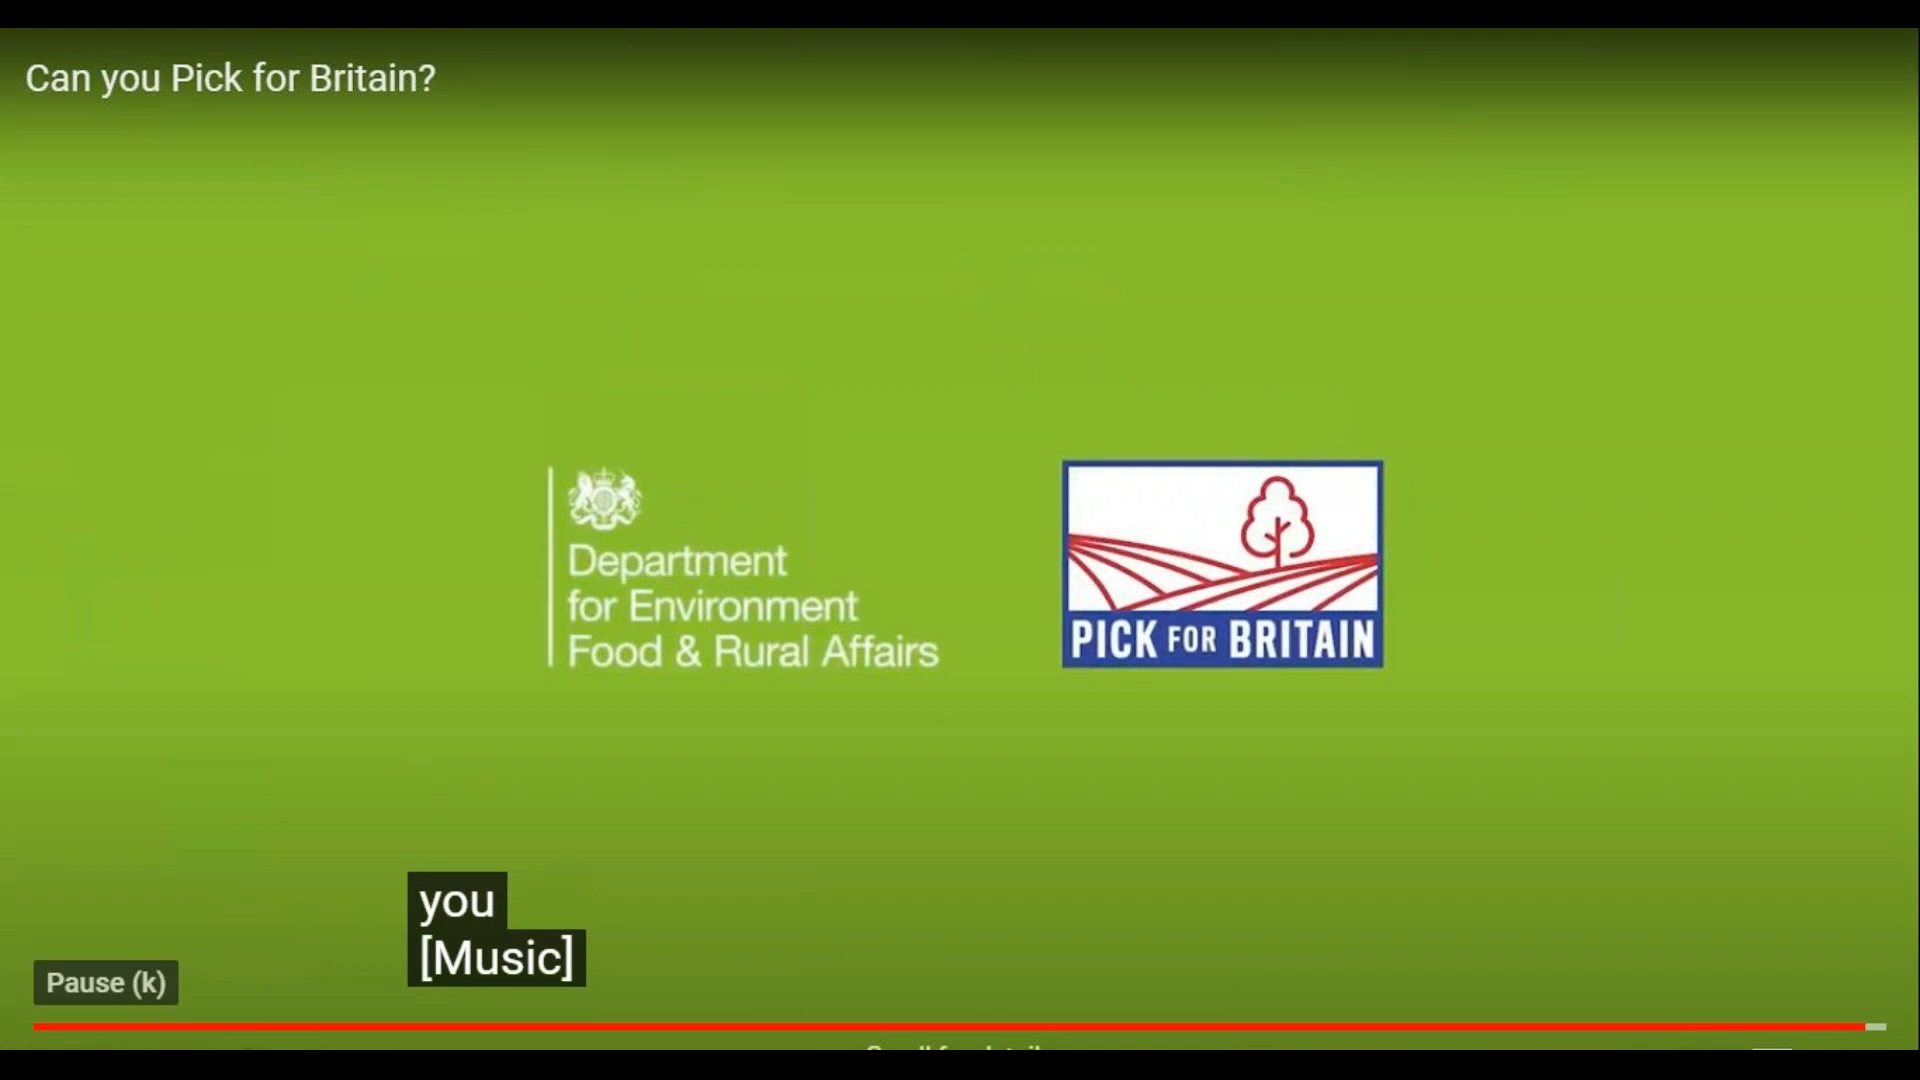 Can you Pick for Britain?
Department
for Environment
Food & Rural Affairs
PICK FOR BRITAIN
you
[Music]
Pause (k)